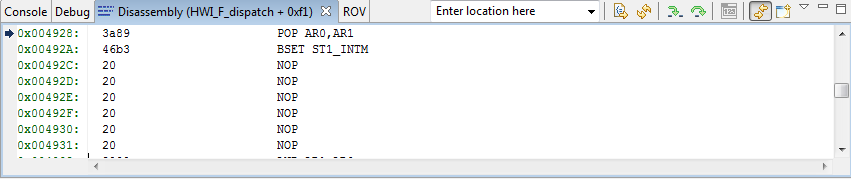 Console Debug Disassembly (HWI_F_dispatch + 0xf1) ROV Enter location here
0x004928: 3a89 POP AR0,AR1
0x00492A: 46b3 BSET ST1_INTM
0x00492C: 20 NOP
0x00492D: 20 NOP
0x00492E: 20 NOP
0x00492F: 20 NOP
0x004930: 20 NOP
0x004931: 20 NOP